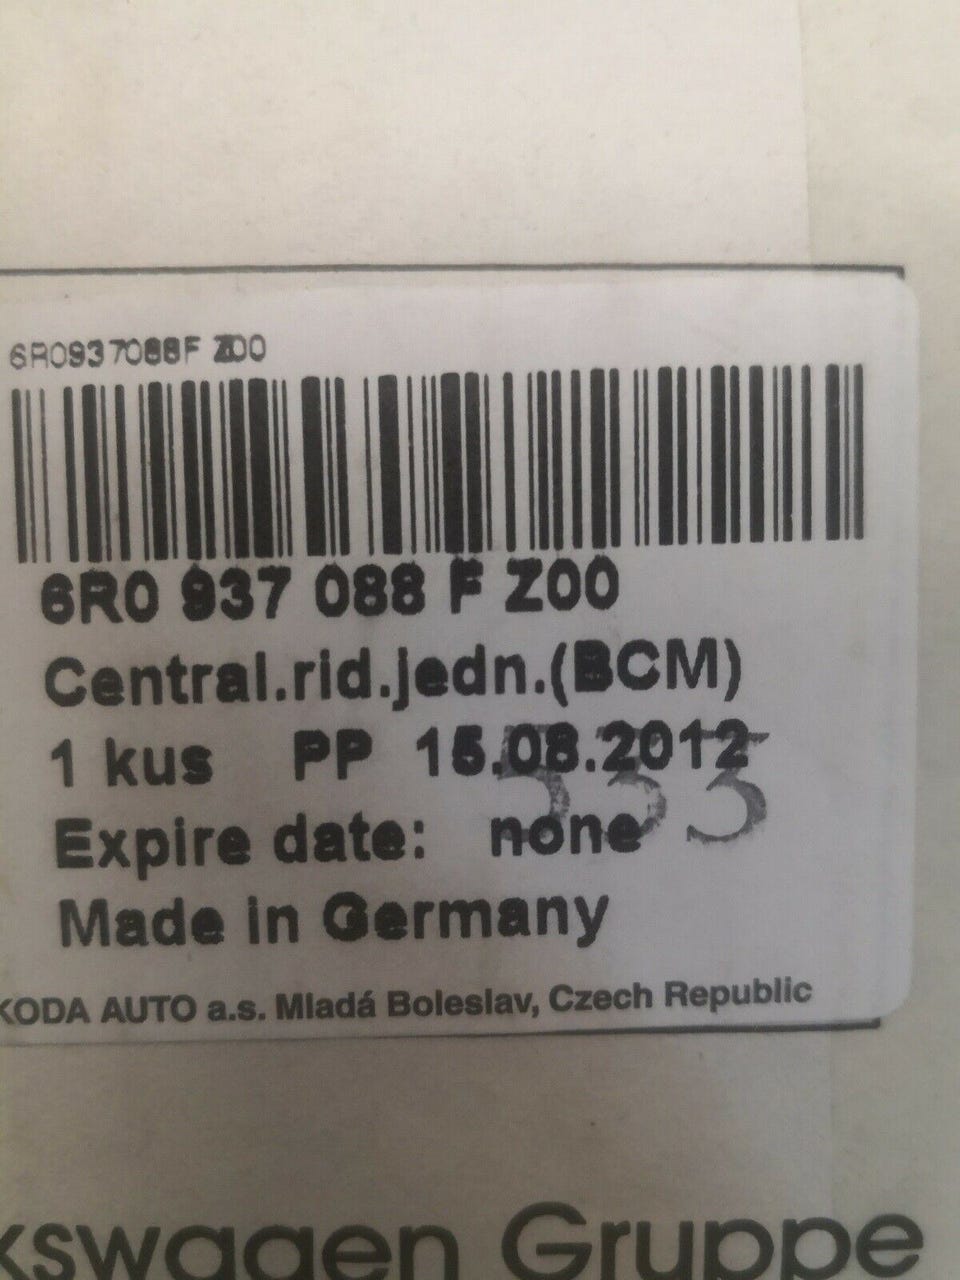 6R0937088F Z00
6R0 937 088 F Z00
Central.rid.jedn.(BCM)
1 kus PP 15.08.2012
533
Expire date: none
Made in Germany
KODA AUTO a.s. Mladá Boleslav, Czech Republic
kswagen Gruppe